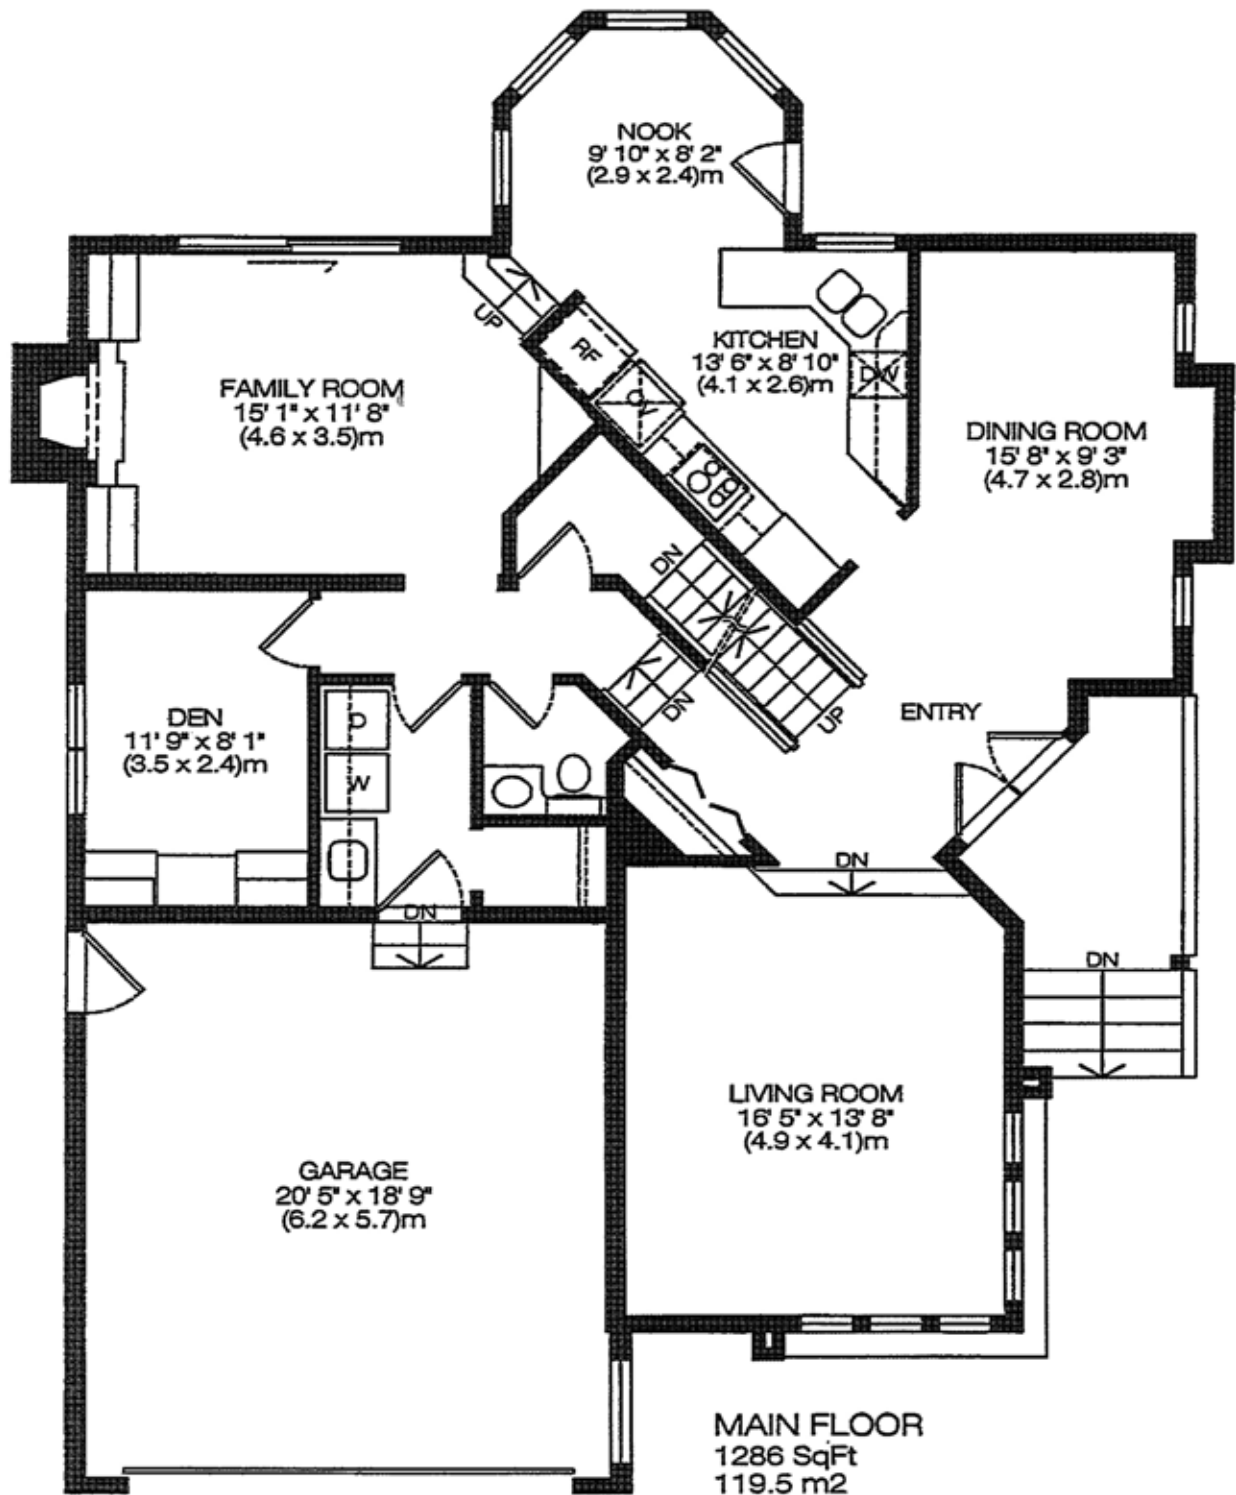 NOOK
9' 10" x 8' 2"
(2.9 x 2.4)m
UP
RF
OV
KITCHEN
13' 6" x 8' 10"
(4.1 x 2.6)m
DW
FAMILY ROOM
15' 1" x 11' 8"
(4.6 x 3.5)m
DINING ROOM
15' 8" x 9' 3"
(4.7 x 2.8)m
DN
DN
UP
ENTRY
DEN
11' 9" x 8' 1"
(3.5 x 2.4)m
D
W
DN
DN
DN
LIVING ROOM
16' 5" x 13' 8"
(4.9 x 4.1)m
GARAGE
20' 5" x 18' 9"
(6.2 x 5.7)m
MAIN FLOOR
1286 SqFt
119.5 m2